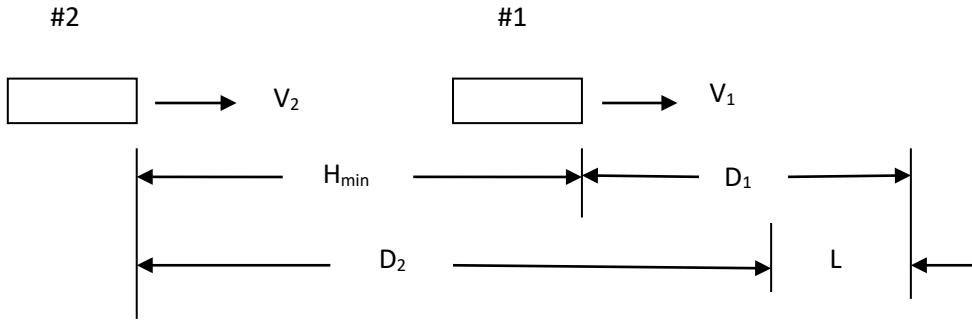 #2 #1
V₂ V₁
Hmin D₁
D₂ L